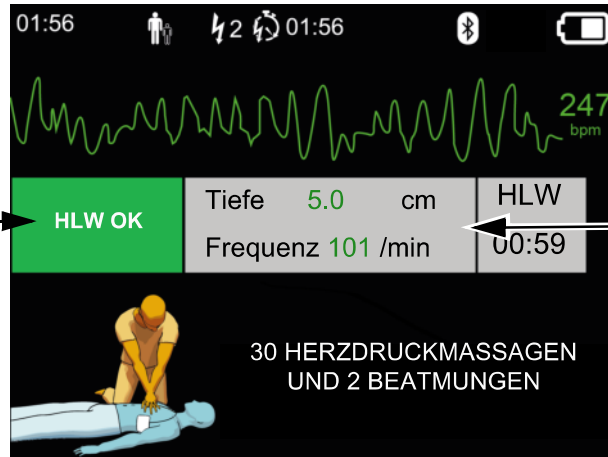 01:56 2 01:56
247
bpm
HLW OK
Tiefe 5.0 cm
Frequenz 101 /min
HLW
00:59
30 HERZDRUCKMASSAGEN
UND 2 BEATMUNGEN